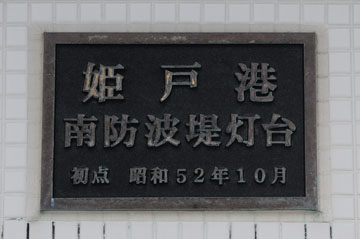 姫戸港
南防波堤灯台
初点 昭和52年10月